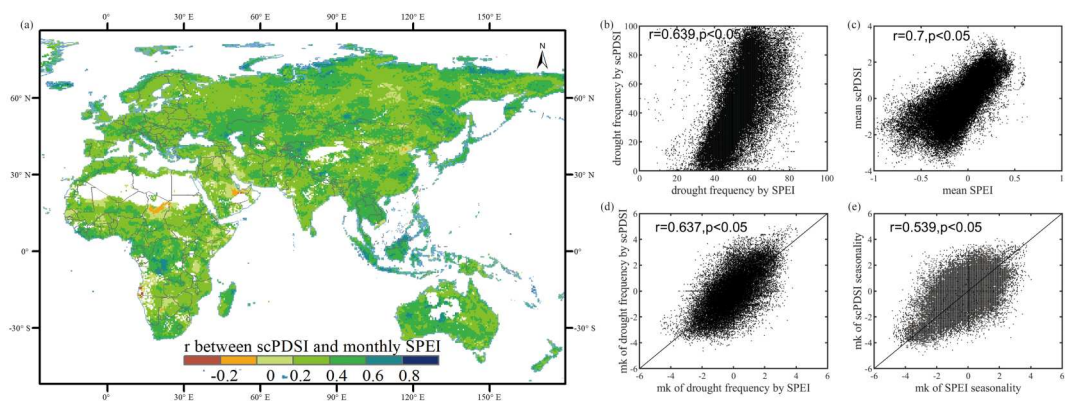 (a)
0° 30° E 60° E 90° E 120° E 150° E
N
60° N
30° N
0°
-30° S
r between scPDSI and monthly SPEI
-0.2 0 0.2 0.4 0.6 0.8
0° 30° E 60° E 90° E 120° E 150° E
(b)
r=0.639,p<0.05
drought frequency by scPDSI
100
80
60
40
20
0
0 20 40 60 80 100
drought frequency by SPEI
(c)
r=0.7,p<0.05
mean scPDSI
4
2
0
-2
-4
-1 -0.5 0 0.5 1
mean SPEI
(d)
r=0.637,p<0.05
mk of drought frequency by scPDSI
6
4
2
0
-2
-4
-6
-6 -4 -2 0 2 4 6
mk of drought frequency by SPEI
(e)
r=0.539,p<0.05
mk of scPDSI seasonality
6
4
2
0
-2
-4
-6
-6 -4 -2 0 2 4 6
mk of SPEI seasonality